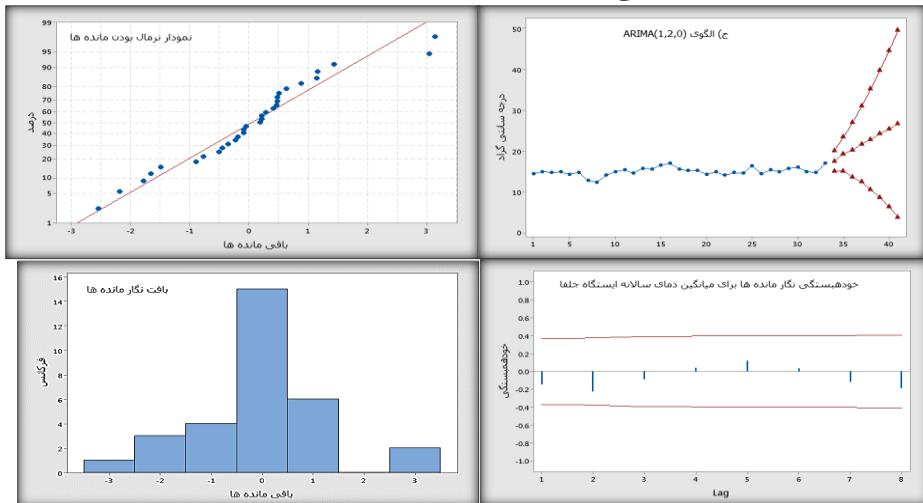 نمودار نرمال بودن مانده ها
درصد
99
95
90
80
70
60
50
40
30
20
10
5
1
-3 -2 -1 0 1 2 3
باقی مانده ها
ج) الگوی ARIMA(1,2,0)
درجه سانتی گراد
50
40
30
20
10
0
1 5 10 15 20 25 30 35 40
بافت نگار مانده ها
فرکانس
16
14
12
10
8
6
4
2
0
-3 -2 -1 0 1 2 3
باقی مانده ها
خودهمبستگی نگار مانده ها برای میانگین دمای سالانه ایستگاه جلفا
خودهمبستگی
1.0
0.8
0.6
0.4
0.2
0.0
-0.2
-0.4
-0.6
-0.8
-1.0
1 2 3 4 5 6 7 8
Lag